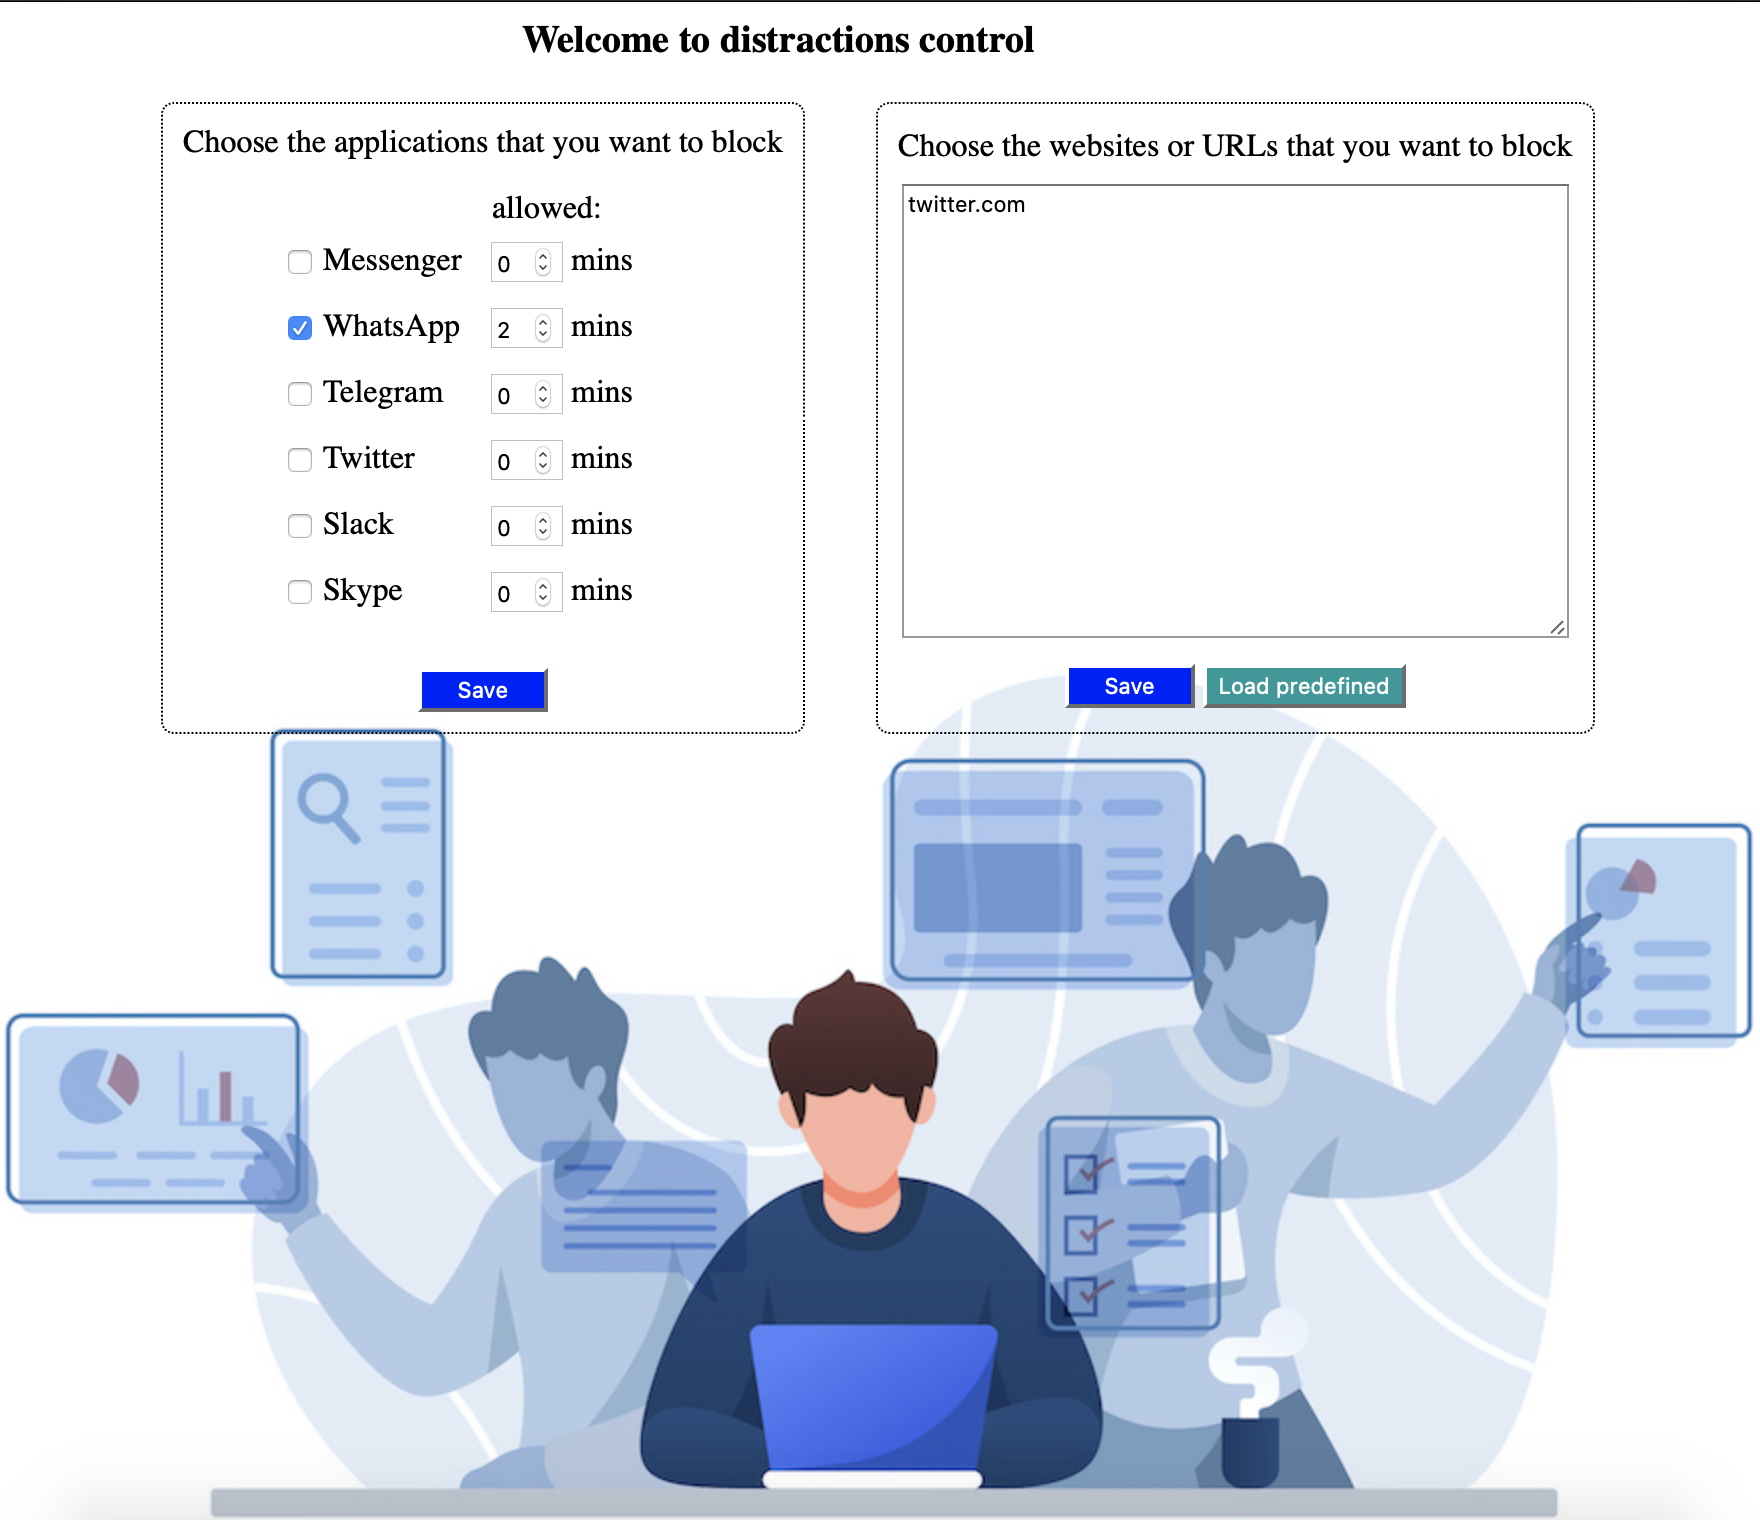 Welcome to distractions control
Choose the applications that you want to block
allowed:
Messenger 0 mins
WhatsApp 2 mins
Telegram 0 mins
Twitter 0 mins
Slack 0 mins
Skype 0 mins
Save
Choose the websites or URLs that you want to block
twitter.com
Save Load predefined